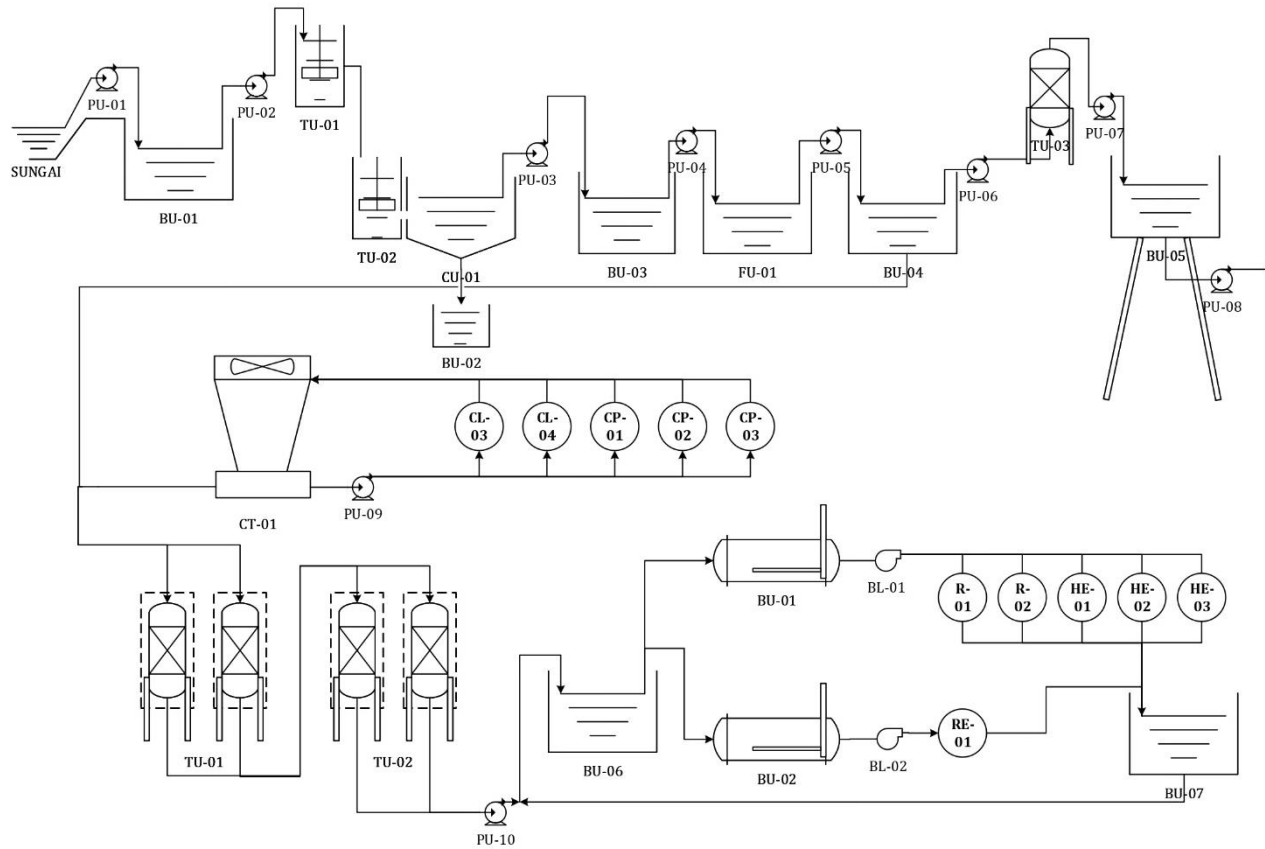 SUNGAI
PU-01
BU-01
PU-02
TU-01
TU-02
CU-01
BU-02
PU-03
BU-03
PU-04
FU-01
PU-05
BU-04
PU-06
TU-03
PU-07
BU-05
PU-08
CT-01
PU-09
CL-
03
CL-
04
CP-
01
CP-
02
CP-
03
TU-01
TU-02
PU-10
BU-06
BU-01
BL-01
R-
01
R-
02
HE-
01
HE-
02
HE-
03
BU-02
BL-02
RE-
01
BU-07